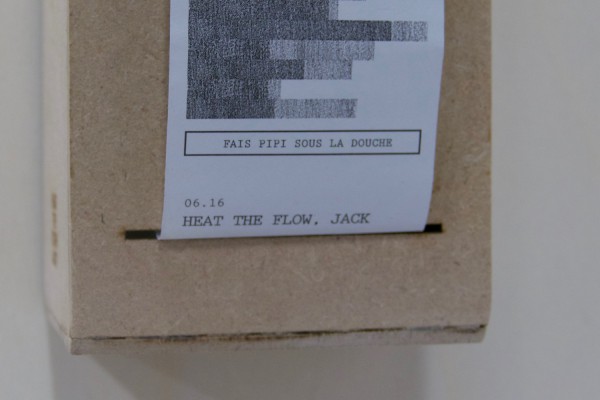 FAIS PIPI SOUS LA DOUCHE
06.16
HEAT THE FLOW. JACK